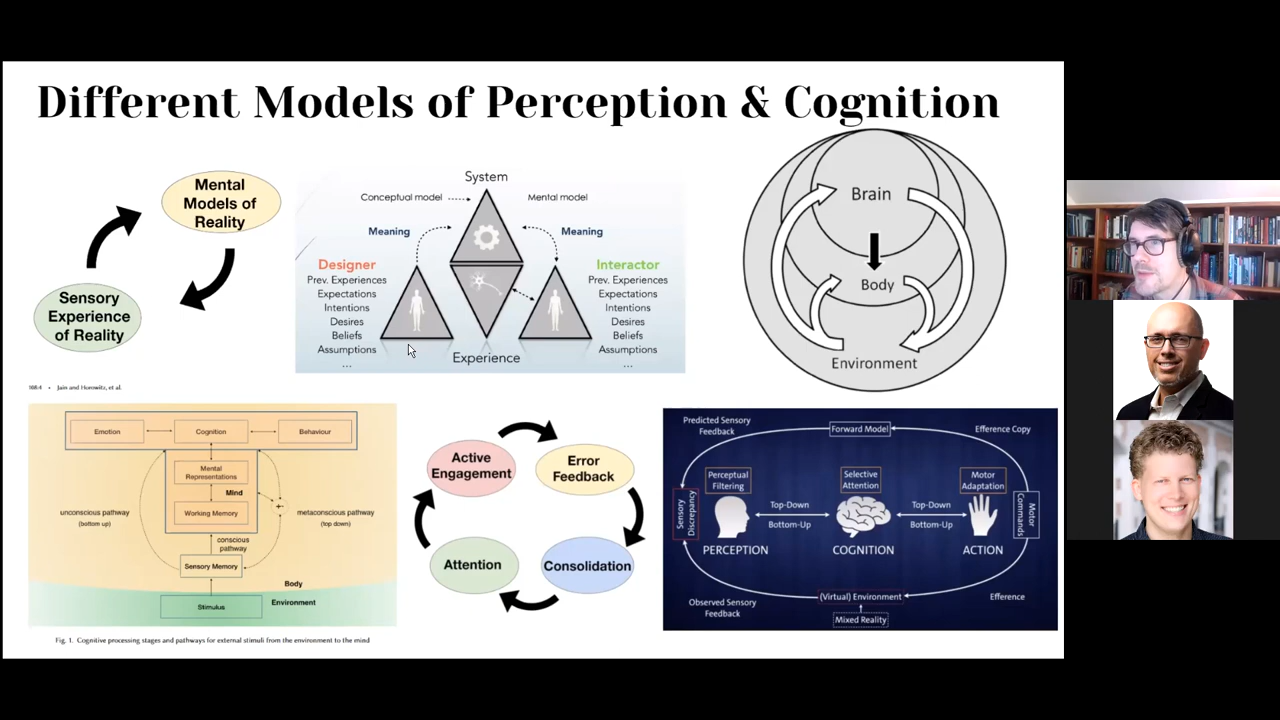 Different Models of Perception & Cognition
Mental
Models of
Reality
Sensory
Experience
of Reality
System
Conceptual model
Mental model
Meaning
Meaning
Designer
Prev. Experiences
Expectations
Intentions
Desires
Beliefs
Assumptions
...
Interactor
Prev. Experiences
Expectations
Intentions
Desires
Beliefs
Assumptions
...
Experience
Brain
Body
Environment
168:4 • Jain and Horowitz, et al.
Emotion
Cognition
Behaviour
Mental
Representations
Mind
Working Memory
unconscious pathway
(bottom up)
metaconscious pathway
(top down)
conscious
pathway
Sensory Memory
Body
Environment
Stimulus
Fig. 1. Cognitive processing stages and pathways for external stimuli from the environment to the mind
Active
Engagement
Error
Feedback
Attention
Consolidation
Predicted Sensory
Feedback
Forward Model
Efference Copy
Perceptual
Filtering
Selective
Attention
Motor
Adaptation
Sensory
Discrepancy
Top-Down
Bottom-Up
Top-Down
Bottom-Up
Motor
Commands
PERCEPTION
COGNITION
ACTION
(Virtual) Environment
Observed Sensory
Feedback
Efference
Mixed Reality